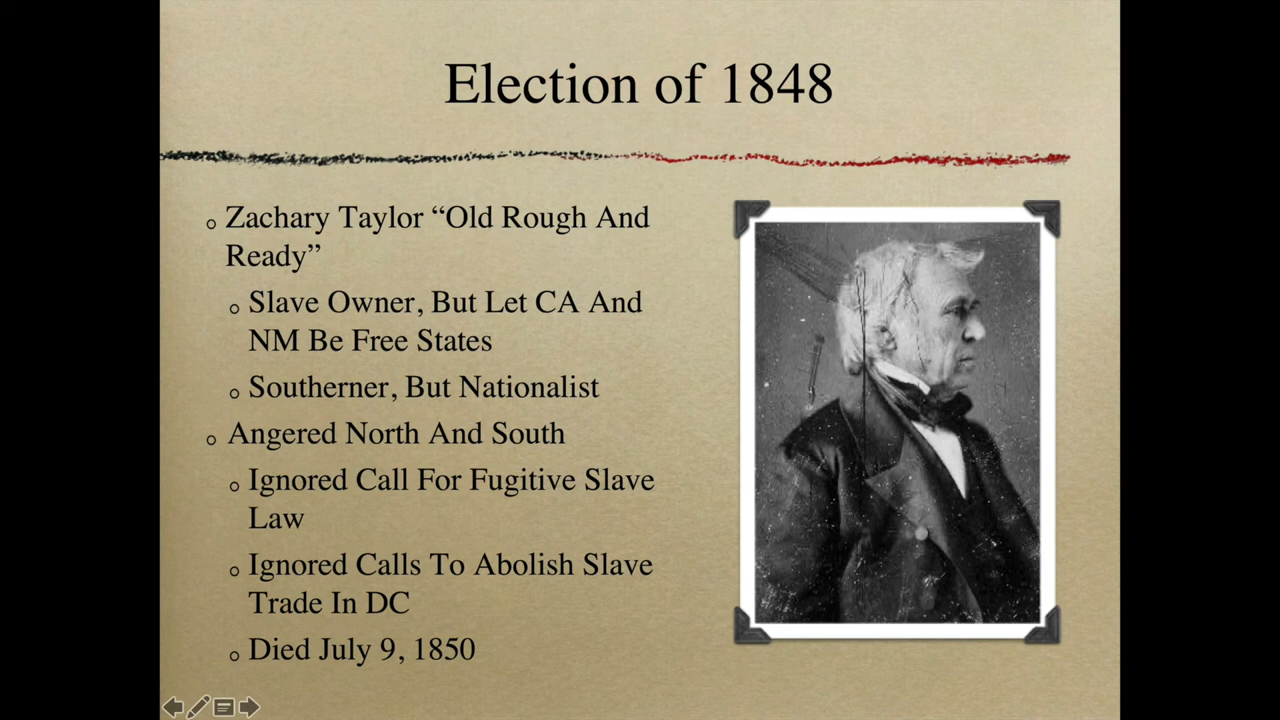 Election of 1848
Zachary Taylor “Old Rough And
Ready”
Slave Owner, But Let CA And
NM Be Free States
Southerner, But Nationalist
Angered North And South
Ignored Call For Fugitive Slave
Law
Ignored Calls To Abolish Slave
Trade In DC
Died July 9, 1850